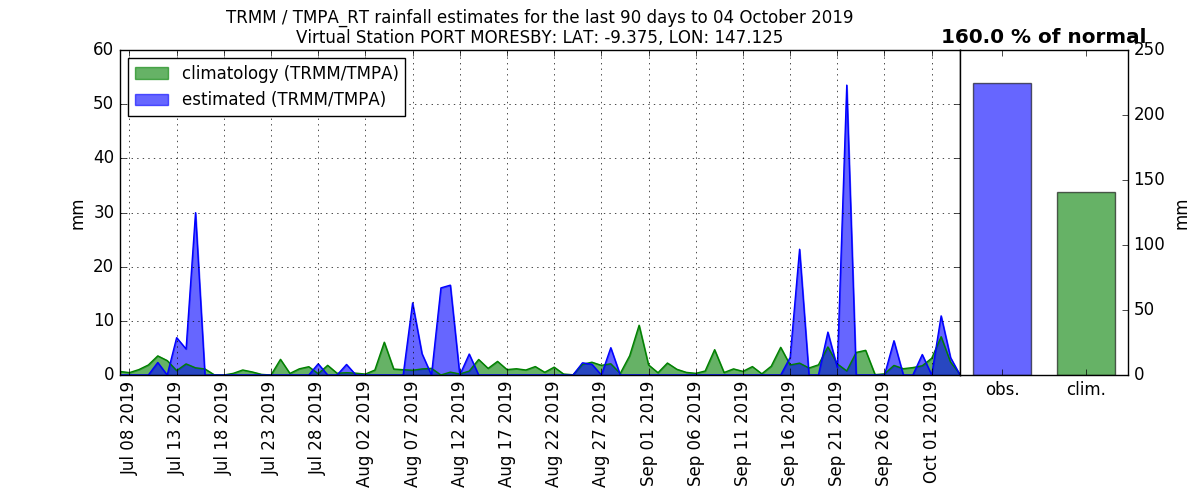 TRMM / TMPA_RT rainfall estimates for the last 90 days to 04 October 2019
Virtual Station PORT MORESBY: LAT: -9.375, LON: 147.125
160.0 % of normal
climatology (TRMM/TMPA)
estimated (TRMM/TMPA)
60
50
40
30
20
10
0
mm
250
200
150
100
50
0
mm
Jul 08 2019
Jul 13 2019
Jul 18 2019
Jul 23 2019
Jul 28 2019
Aug 02 2019
Aug 07 2019
Aug 12 2019
Aug 17 2019
Aug 22 2019
Aug 27 2019
Sep 01 2019
Sep 06 2019
Sep 11 2019
Sep 16 2019
Sep 21 2019
Sep 26 2019
Oct 01 2019
obs.
clim.